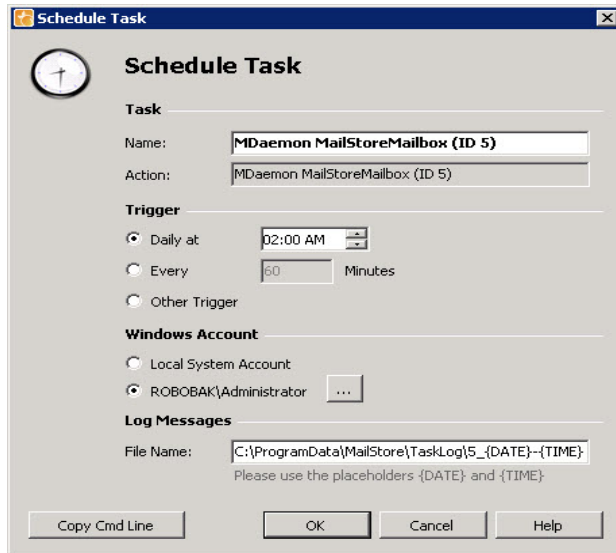 Schedule Task
Schedule Task
Task
Name: MDaemon MailStoreMailbox (ID 5)
Action: MDaemon MailStoreMailbox (ID 5)
Trigger
Daily at 02:00 AM
Every 60 Minutes
Other Trigger
Windows Account
Local System Account
ROBOBAK\Administrator ...
Log Messages
File Name: C:\ProgramData\MailStore\TaskLog\5_{DATE}-{TIME}
Please use the placeholders {DATE} and {TIME}
Copy Cmd Line OK Cancel Help